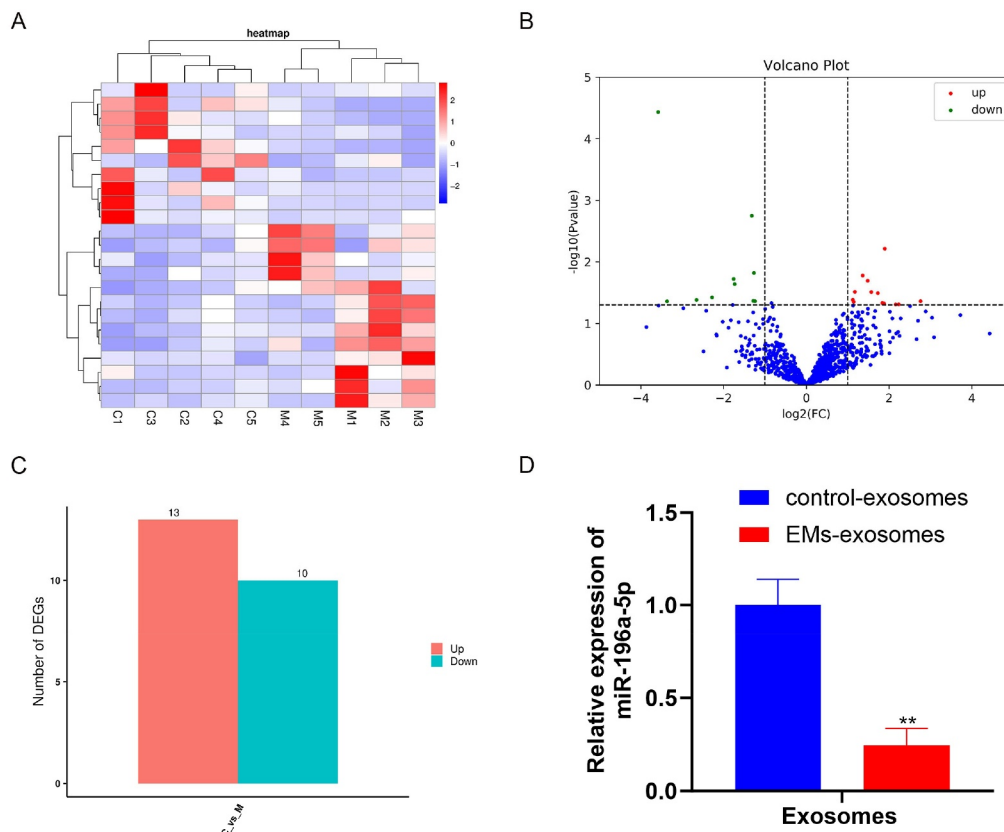 A
heatmap
2
1
0
−1
−2
C1
C3
C2
C4
C5
M4
M5
M1
M2
M3
B
Volcano Plot
up
down
5
4
3
2
1
0
-log10(Pvalue)
−4
−2
0
2
4
log2(FC)
C
13
10
10
5
0
Number of DEGs
Up
Down
_vs_M
D
control-exosomes
EMs-exosomes
1.5
1.0
0.5
0.0
Relative expression of
miR-196a-5p
**
Exosomes